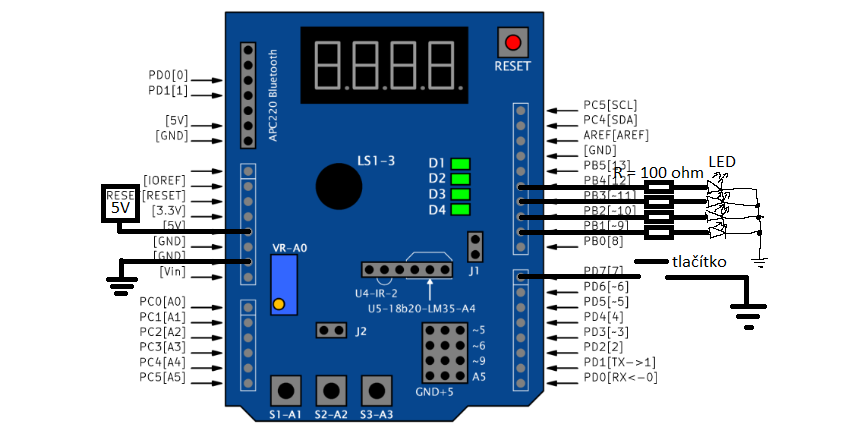 RESET
APC220 Bluetooth
PD0[0]
PD1[1]
[5V]
[GND]
[IOREF]
[RESET]
[3.3V]
[5V]
[GND]
[GND]
[Vin]
PC0[A0]
PC1[A1]
PC2[A2]
PC3[A3]
PC4[A4]
PC5[A5]
RESE
5V
LS1-3
D1
D2
D3
D4
VR-A0
J1
U4-IR-2
U5-18b20-LM35-A4
J2
~5
~6
~9
A5
GND+5
S1-A1
S2-A2
S3-A3
PC5[SCL]
PC4[SDA]
AREF[AREF]
[GND]
PB5[13]
PB4[12]
PB3[~11]
PB2[~10]
PB1[~9]
PB0[8]
R = 100 ohm
LED
PD7[7]
tlačítko
PD6[~6]
PD5[~5]
PD4[4]
PD3[~3]
PD2[2]
PD1[TX->1]
PD0[RX<-0]